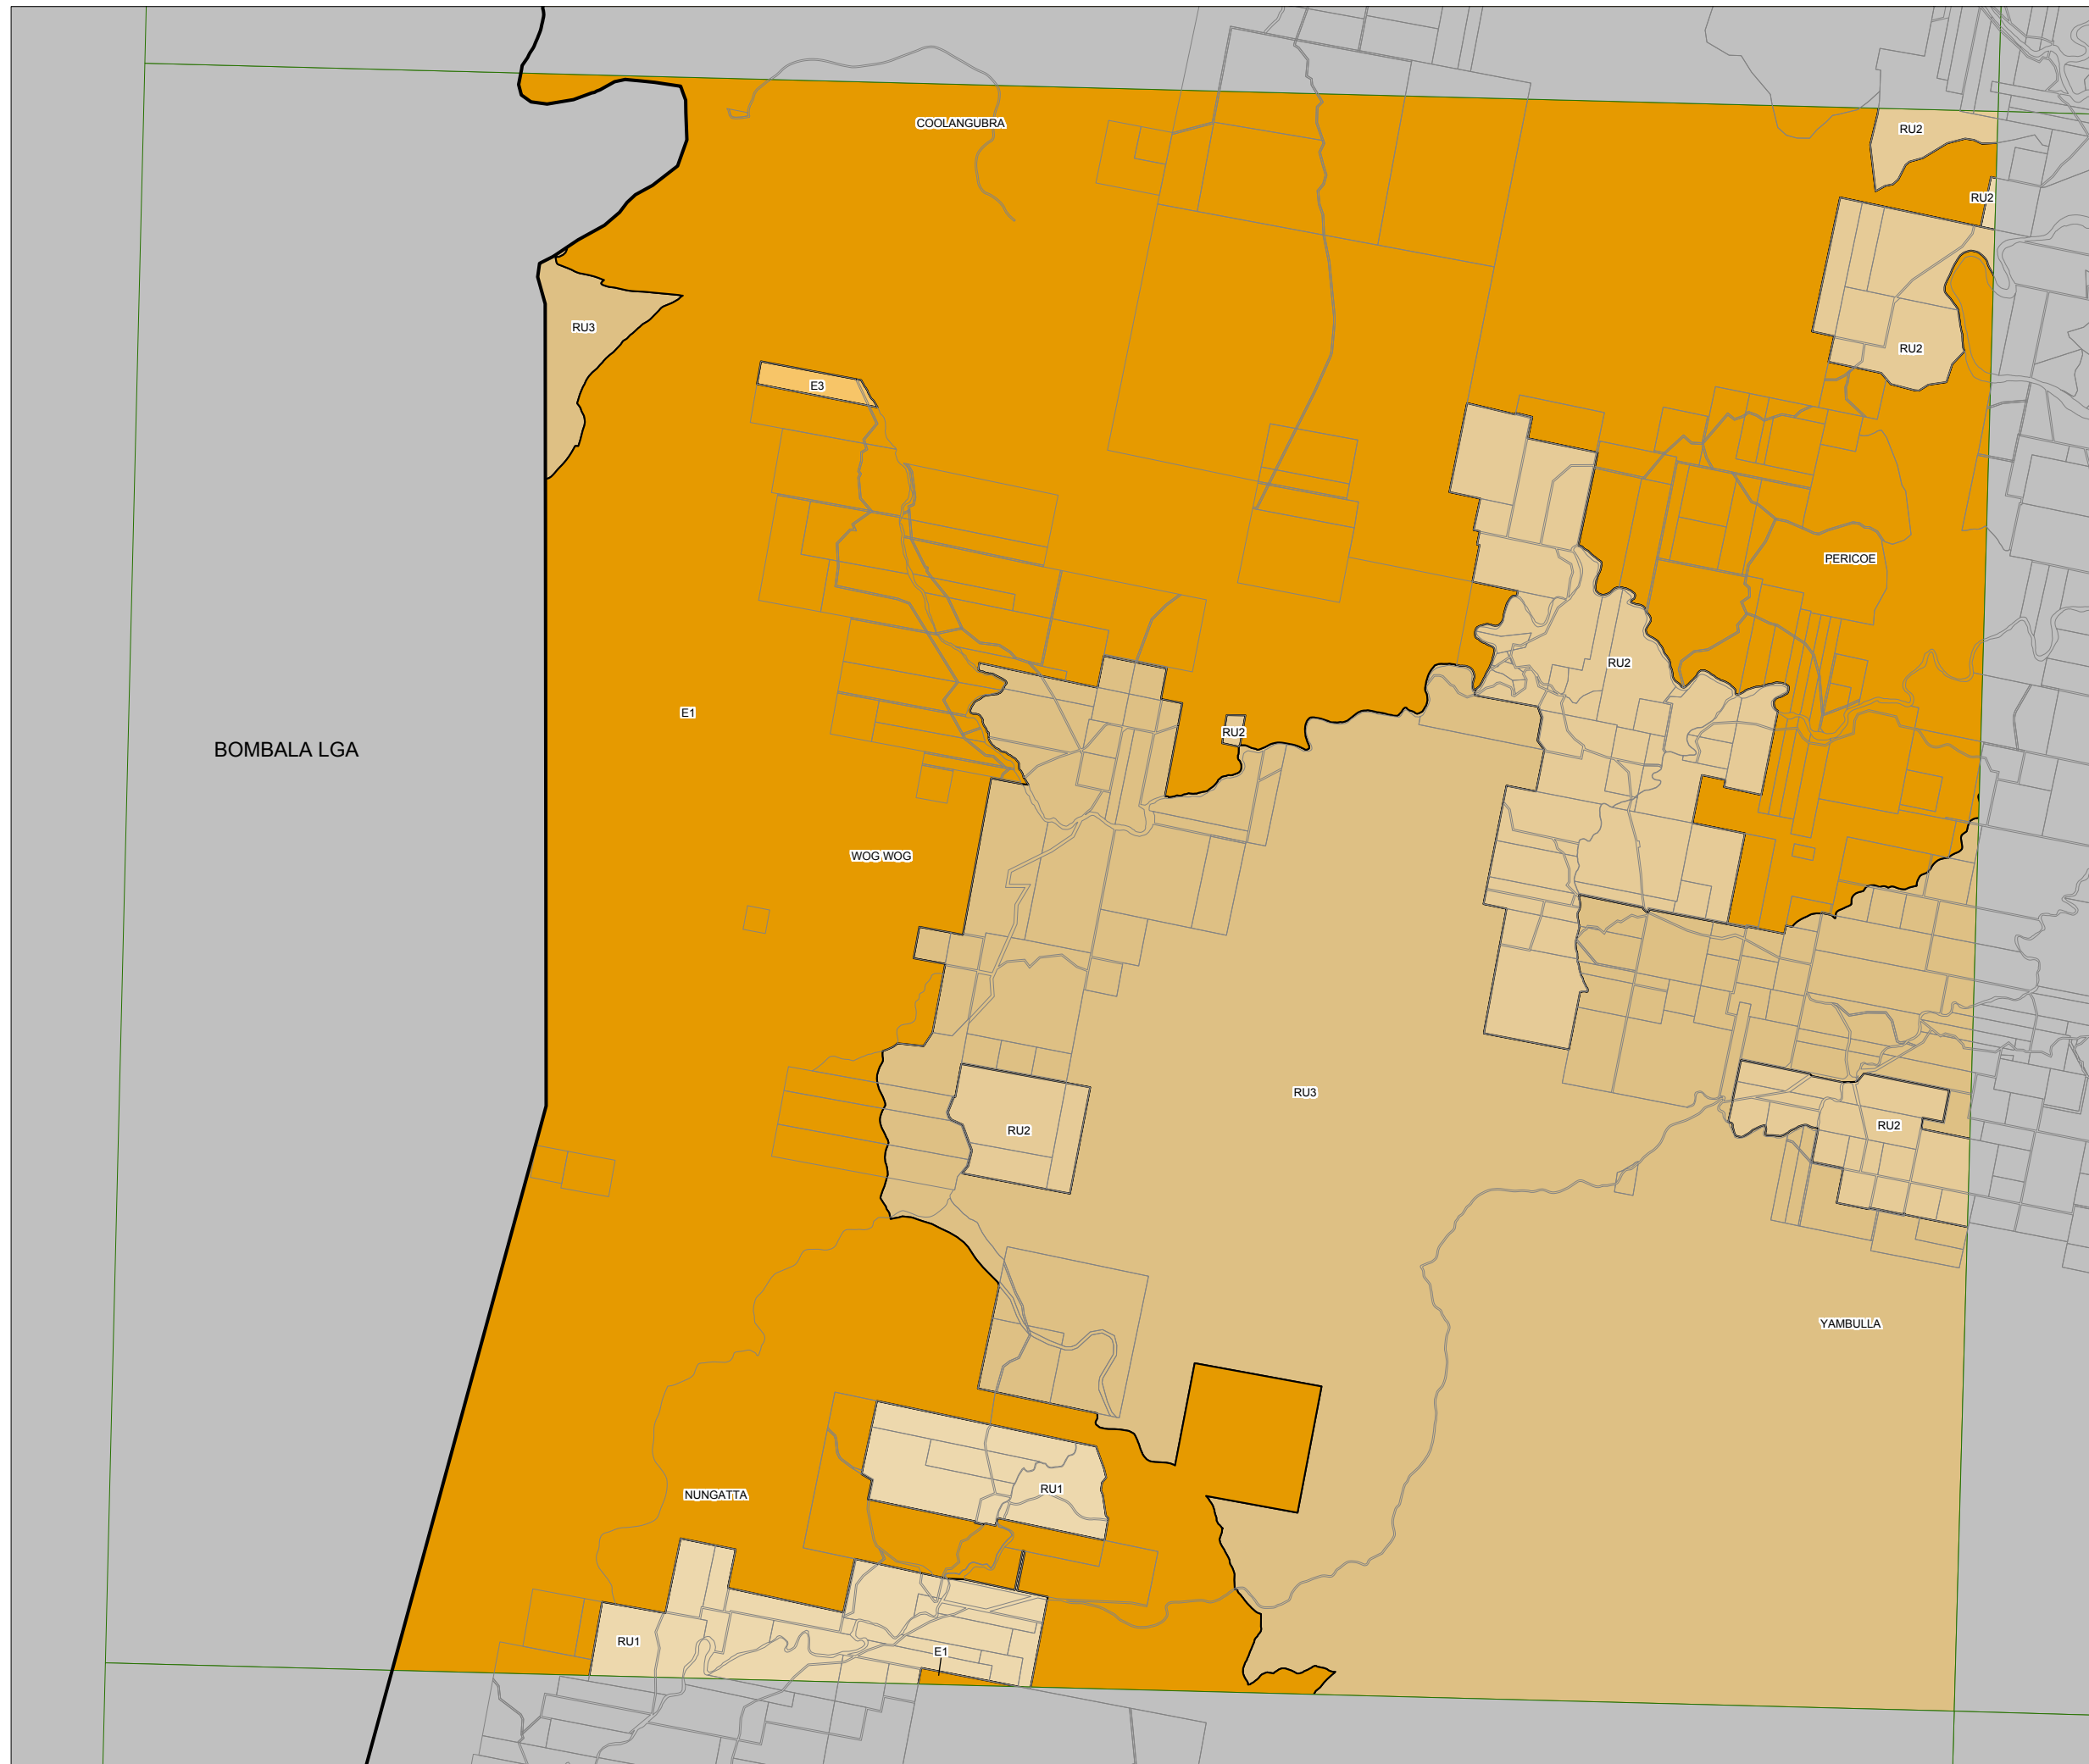 COOLANGUBRA
RU2
RU2
RU3
RU2
E3
PERICOE
RU2
E1
RU2
BOMBALA LGA
WOG WOG
RU3
RU2
RU2
YAMBULLA
RU1
NUNGATTA
RU1
E1